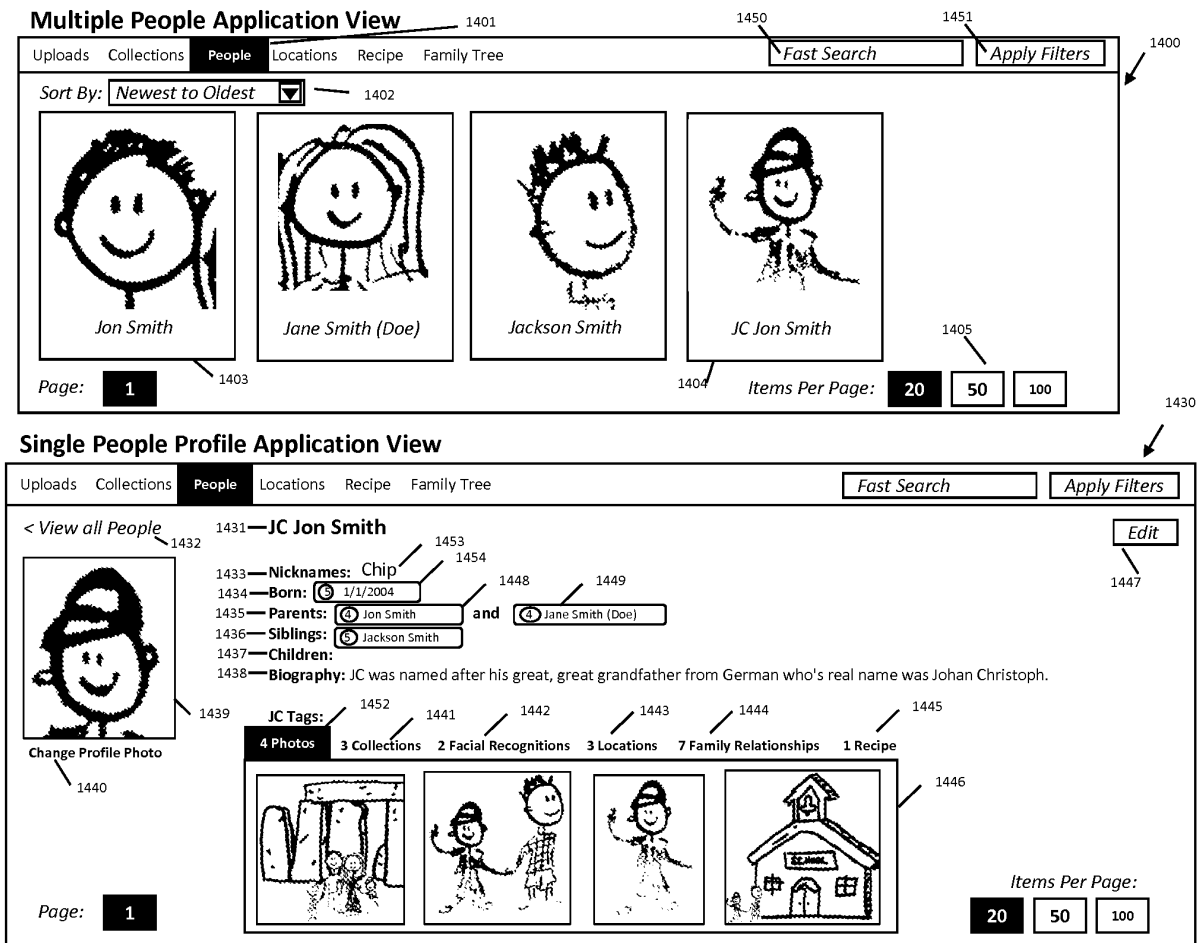 Multiple People Application View
1401
1450
1451
1400
Uploads Collections People Locations Recipe Family Tree Fast Search Apply Filters
Sort By: Newest to Oldest
1402
Jon Smith
Jane Smith (Doe)
Jackson Smith
JC Jon Smith
1403
1404
1405
Page: 1
Items Per Page: 20 50 100
1430
Single People Profile Application View
Uploads Collections People Locations Recipe Family Tree Fast Search Apply Filters
< View all People
1432
1431 JC Jon Smith
Edit
1447
1453
1454
1433 Nicknames: Chip
1434 Born: 5 1/1/2004
1448
1449
1435 Parents: 4 Jon Smith and 4 Jane Smith (Doe)
1436 Siblings: 5 Jackson Smith
1437 Children:
1438 Biography: JC was named after his great, great grandfather from German who's real name was Johan Christoph.
1439
Change Profile Photo
1440
JC Tags:
1452
1441
1442
1443
1444
1445
4 Photos 3 Collections 2 Facial Recognitions 3 Locations 7 Family Relationships 1 Recipe
1446
SCHOOL
Page: 1
Items Per Page:
20 50 100